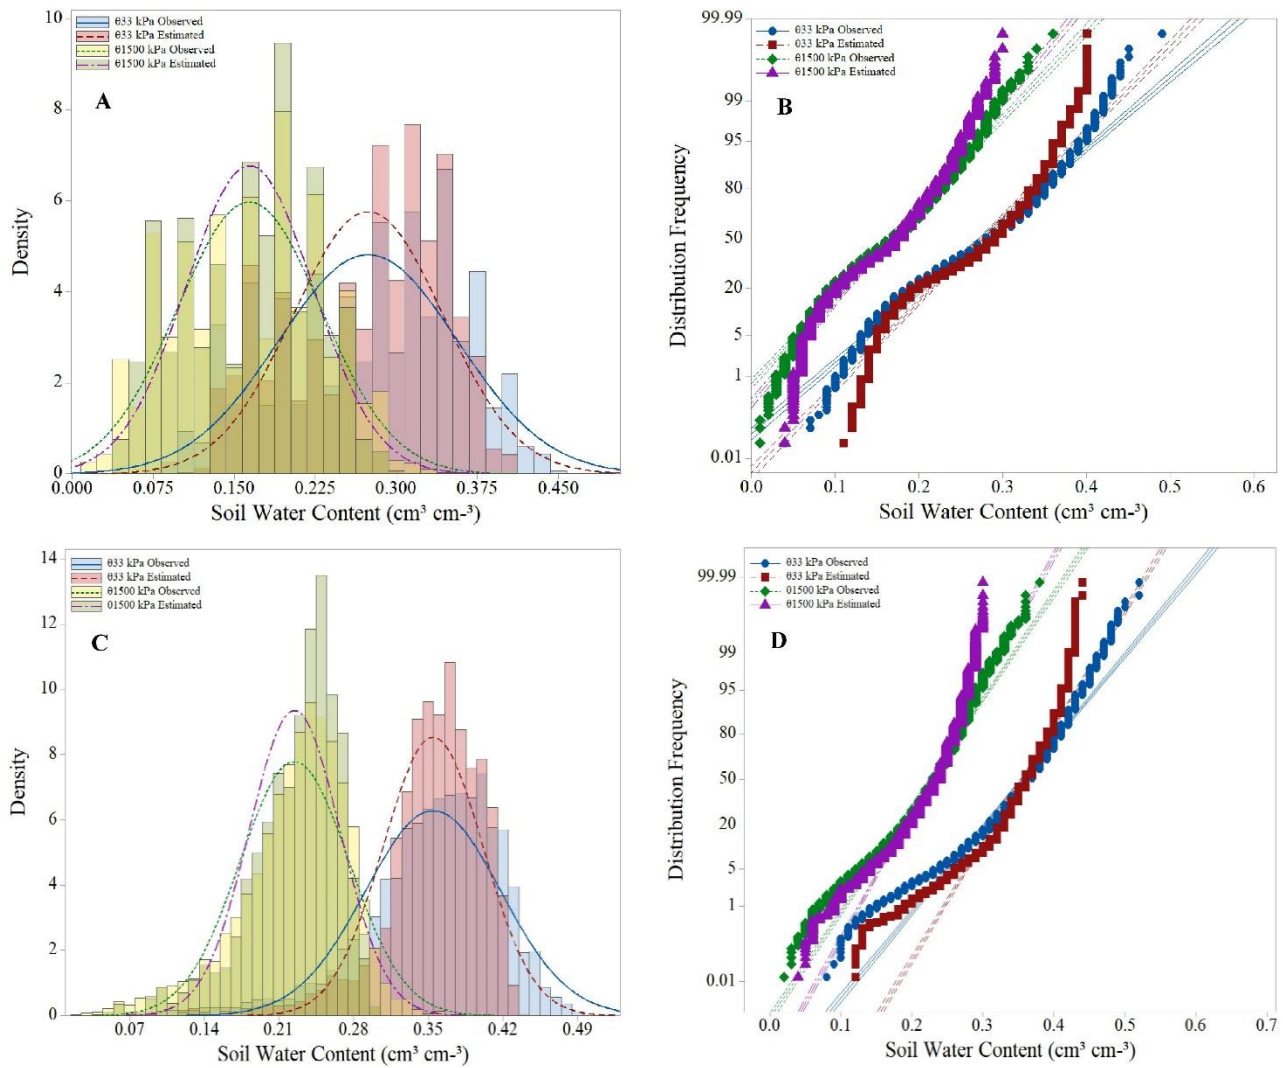 10
8
6
4
2
0
Density
θ33 kPa Observed
θ33 kPa Estimated
θ1500 kPa Observed
θ1500 kPa Estimated
A
0.000 0.075 0.150 0.225 0.300 0.375 0.450
Soil Water Content (cm³ cm-³)
99.99
99
95
80
50
20
5
1
0.01
Distribution Frequency
θ33 kPa Observed
θ33 kPa Estimated
θ1500 kPa Observed
θ1500 kPa Estimated
B
0.0 0.1 0.2 0.3 0.4 0.5 0.6
Soil Water Content (cm³ cm-³)
14
12
10
8
6
4
2
0
Density
θ33 kPa Observed
θ33 kPa Estimated
θ1500 kPa Observed
θ1500 kPa Estimated
C
0.07 0.14 0.21 0.28 0.35 0.42 0.49
Soil Water Content (cm³ cm-³)
99.99
99
95
80
50
20
5
1
0.01
Distribution Frequency
θ33 kPa Observed
θ33 kPa Estimated
θ1500 kPa Observed
θ1500 kPa Estimated
D
0.0 0.1 0.2 0.3 0.4 0.5 0.6 0.7
Soil Water Content (cm³ cm-³)